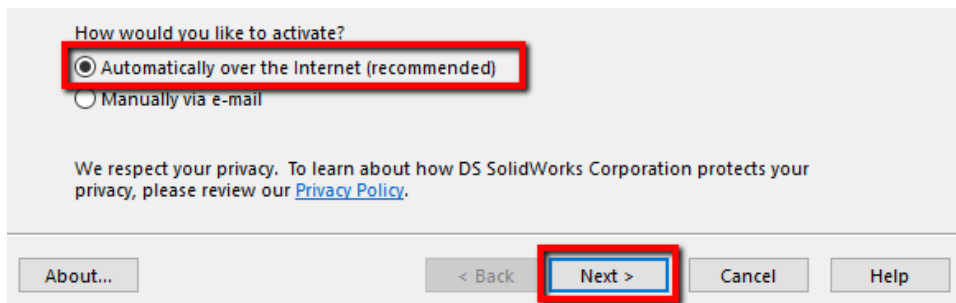 How would you like to activate?
Automatically over the Internet (recommended)
Manually via e-mail
We respect your privacy. To learn about how DS SolidWorks Corporation protects your
privacy, please review our Privacy Policy.
About... < Back Next > Cancel Help